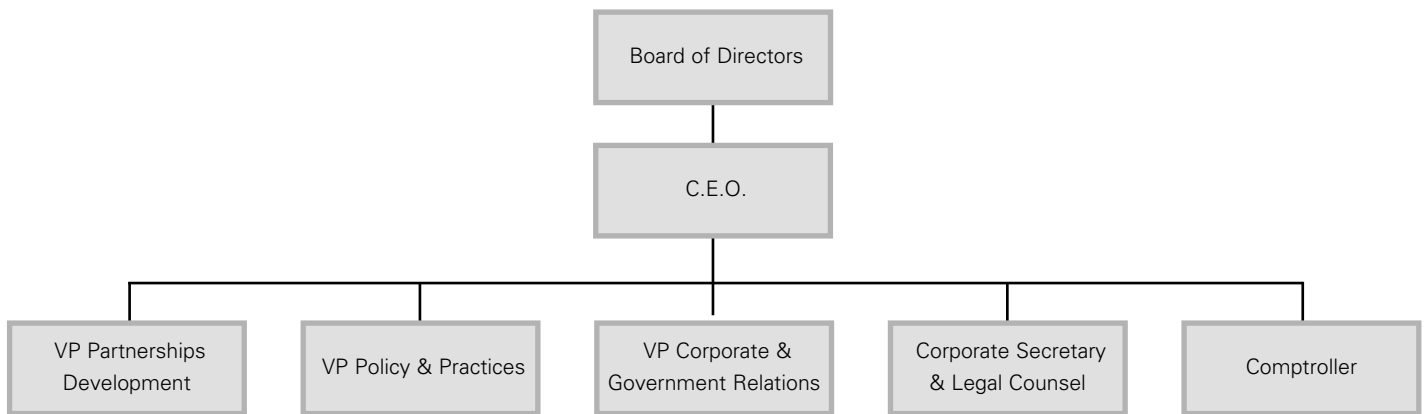 Board of Directors
C.E.O.
VP Partnerships
Development
VP Policy & Practices
VP Corporate &
Government Relations
Corporate Secretary
& Legal Counsel
Comptroller